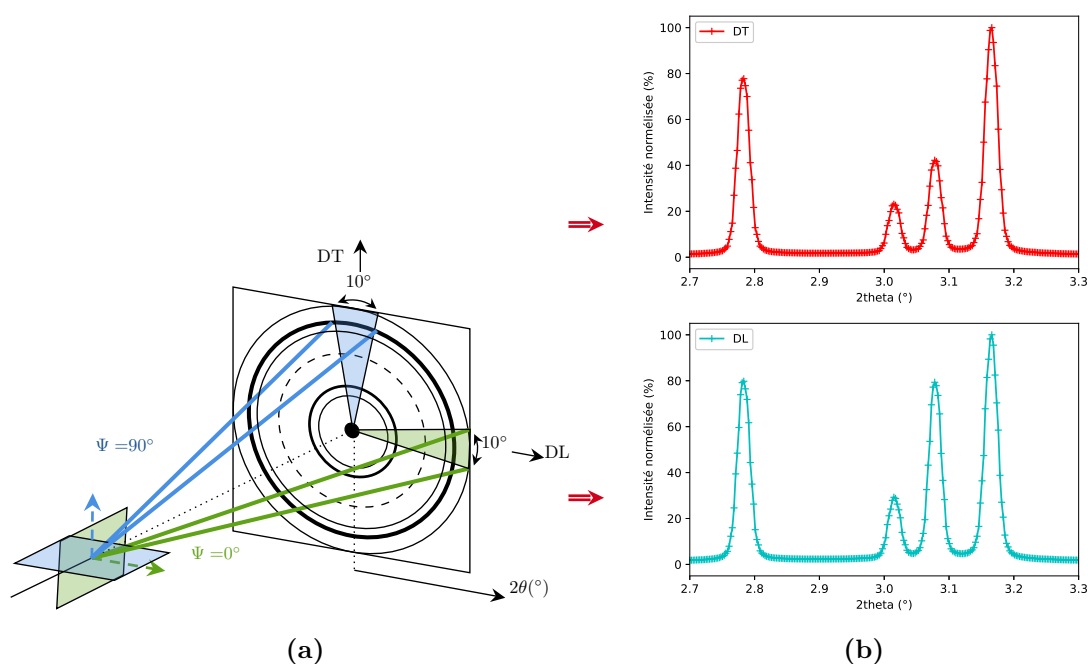 DT
10°
Ψ =90°
10°
DL
Ψ =0°
2θ(°)
(a)
DT
Intensité normélisée (%)
100
80
60
40
20
0
2.7 2.8 2.9 3.0 3.1 3.2 3.3
2theta (°)
DL
Intensité normélisée (%)
100
80
60
40
20
0
2.7 2.8 2.9 3.0 3.1 3.2 3.3
2theta (°)
(b)